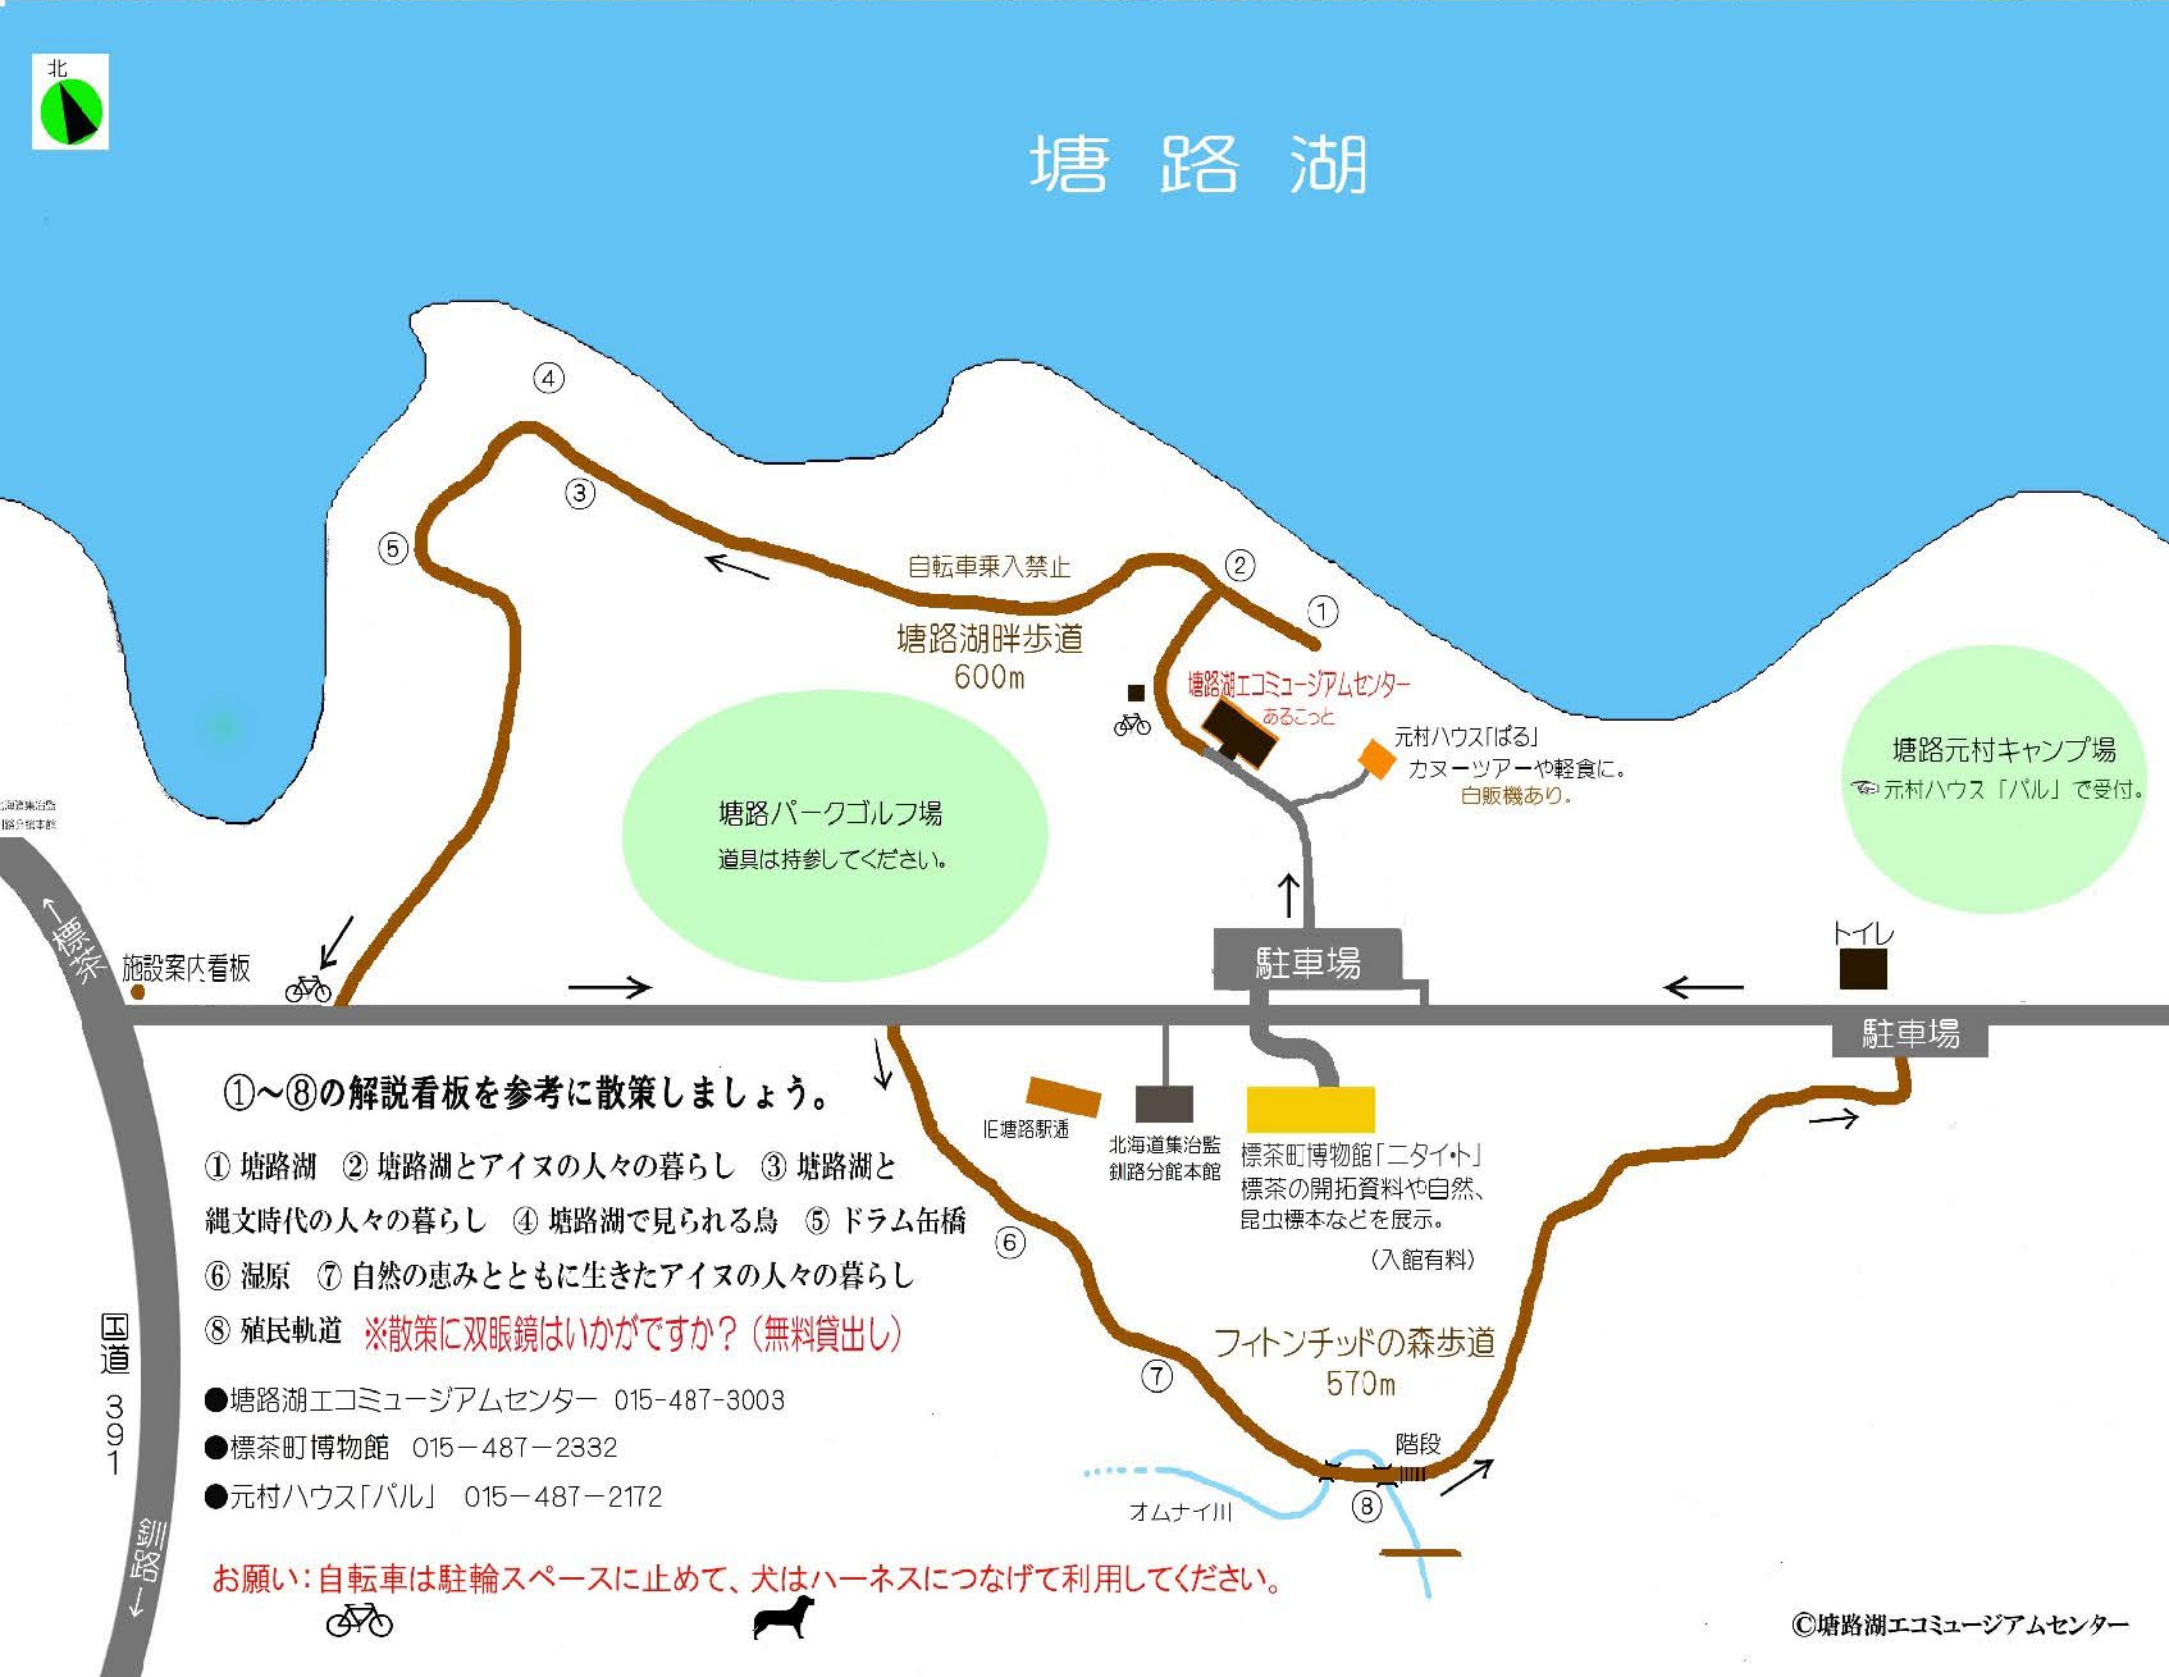 北
塘路湖
④
③
⑤
自転車乗入禁止
②
①
塘路湖畔歩道
600m
塘路湖エコミュージアムセンター
あるこっと
元村ハウス「ぱる」
カヌーツアーや軽食に。
自販機あり。
塘路元村キャンプ場
元村ハウス「パル」で受付。
塘路パークゴルフ場
道具は持参してください。
北海道集治監
釧路分館本館
←標茶
施設案内看板
駐車場
トイレ
駐車場
①～⑧の解説看板を参考に散策しましょう。
① 塘路湖 ② 塘路湖とアイヌの人々の暮らし ③ 塘路湖と
縄文時代の人々の暮らし ④ 塘路湖で見られる鳥 ⑤ ドラム缶橋
⑥ 湿原 ⑦ 自然の恵みとともに生きたアイヌの人々の暮らし
⑧ 殖民軌道 ※散策に双眼鏡はいかがですか？（無料貸出し）
旧塘路駅逓
北海道集治監
釧路分館本館
標茶町博物館「ニタイ・ト」
標茶の開拓資料や自然、
昆虫標本などを展示。
（入館有料）
⑥
⑦
フィトンチッドの森歩道
570m
階段
⑧
オムナイ川
国道391
釧路→
●塘路湖エコミュージアムセンター 015-487-3003
●標茶町博物館 015－487－2332
●元村ハウス「パル」 015－487－2172
お願い：自転車は駐輪スペースに止めて、犬はハーネスにつなげて利用してください。
©塘路湖エコミュージアムセンター